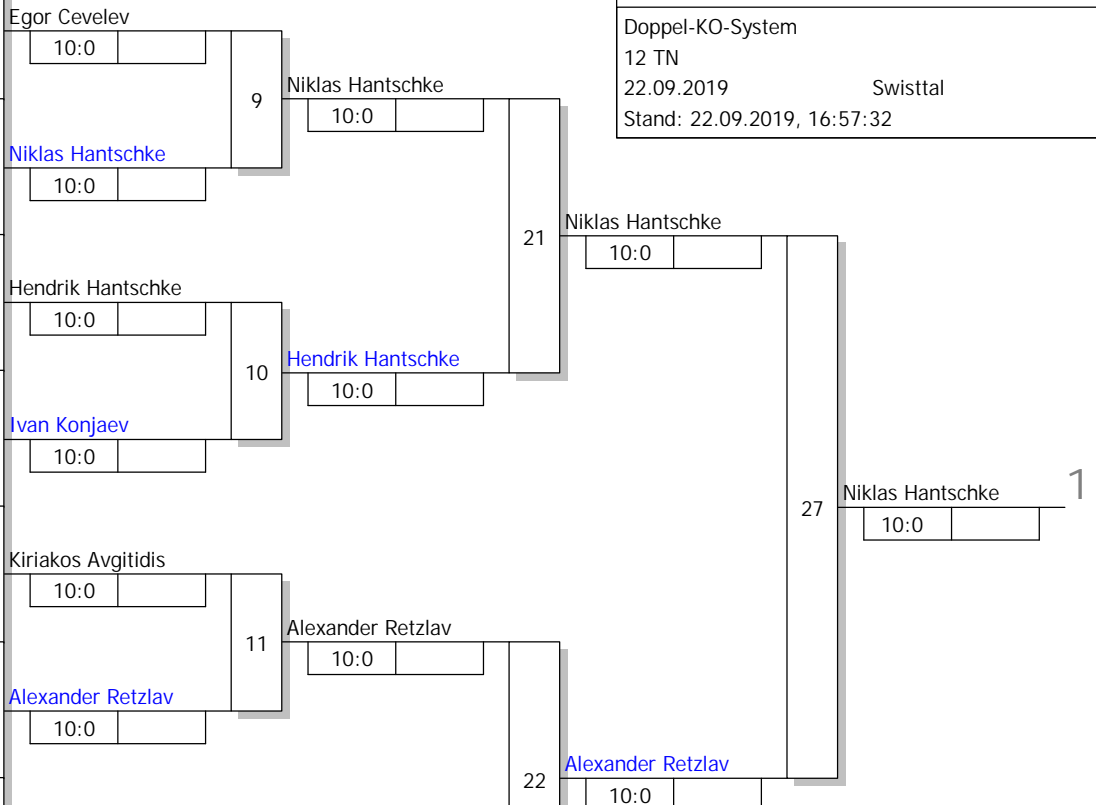 Egor Cevelev
10:0
Doppel-KO-System
12 TN
22.09.2019 Swisttal
Stand: 22.09.2019, 16:57:32
9
Niklas Hantschke
10:0
Niklas Hantschke
10:0
21
Niklas Hantschke
10:0
Hendrik Hantschke
10:0
10
Hendrik Hantschke
10:0
Ivan Konjaev
10:0
27
Niklas Hantschke
10:0
1
Kiriakos Avgitidis
10:0
11
Alexander Retzlav
10:0
Alexander Retzlav
10:0
22
Alexander Retzlav
10:0